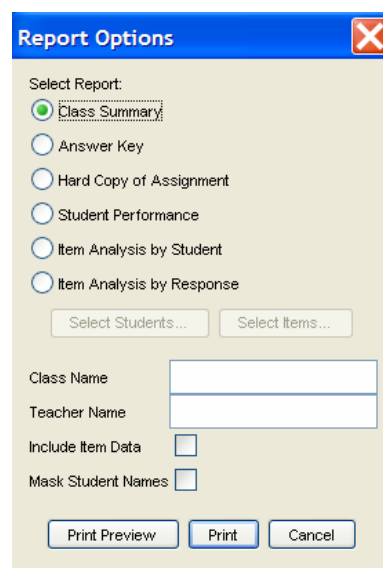 Report Options
Select Report:
Class Summary
Answer Key
Hard Copy of Assignment
Student Performance
Item Analysis by Student
Item Analysis by Response
Select Students... Select Items...
Class Name
Teacher Name
Include Item Data
Mask Student Names
Print Preview Print Cancel